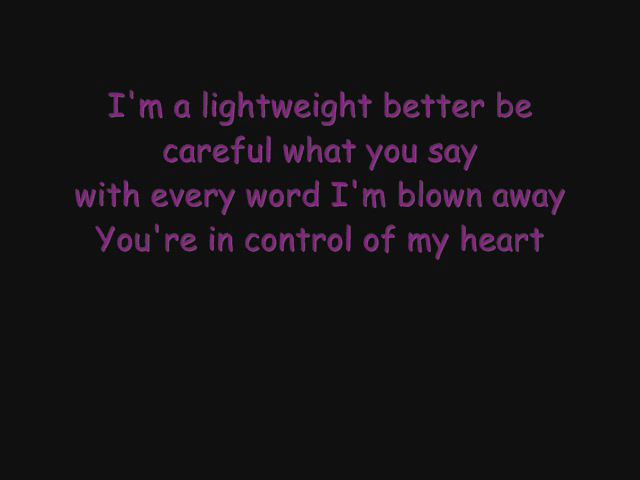 I'm a lightweight better be
careful what you say
with every word I'm blown away
You're in control of my heart